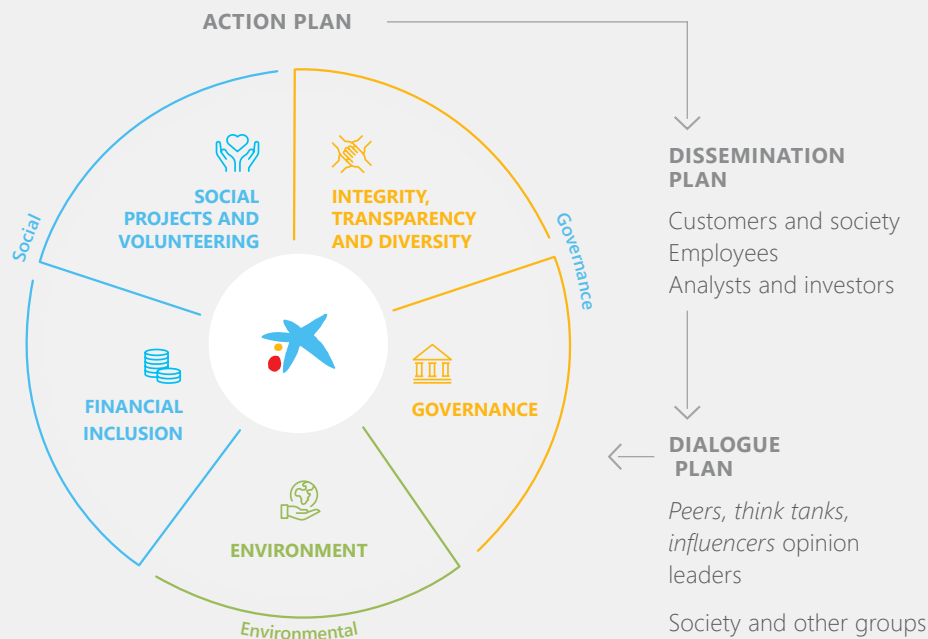 ACTION PLAN
SOCIAL
PROJECTS AND
VOLUNTEERING
INTEGRITY,
TRANSPARENCY
AND DIVERSITY
Social
Governance
FINANCIAL
INCLUSION
GOVERNANCE
ENVIRONMENT
Environmental
DISSEMINATION
PLAN
Customers and society
Employees
Analysts and investors
DIALOGUE
PLAN
Peers, think tanks,
influencers opinion
leaders
Society and other groups